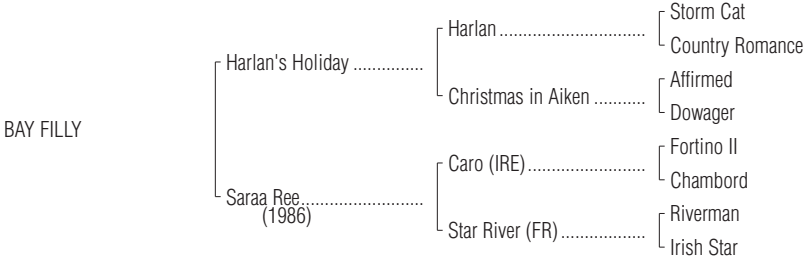 Storm Cat
Harlan..............................
Country Romance
Harlan's Holiday ...............
Affirmed
Christmas in Aiken ...........
Dowager
BAY FILLY
Fortino II
Caro (IRE).........................
Chambord
Saraa Ree..........................
(1986)
Riverman
Star River (FR) ..................
Irish Star